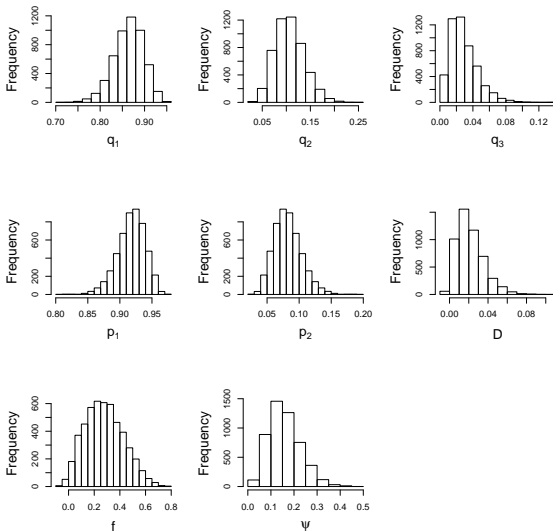 Frequency
0 400 800 1200
0.70 0.80 0.90
q1
Frequency
0 400 800 1200
0.05 0.15 0.25
q2
Frequency
0 400 800 1200
0.00 0.04 0.08 0.12
q3
Frequency
0 200 600
0.80 0.85 0.90 0.95
p1
Frequency
0 200 600
0.05 0.10 0.15 0.20
p2
Frequency
0 500 1000
0.00 0.04 0.08
D
Frequency
0 200 400 600
0.0 0.2 0.4 0.6 0.8
f
Frequency
0 500 1000 1500
0.0 0.1 0.2 0.3 0.4 0.5
ψ